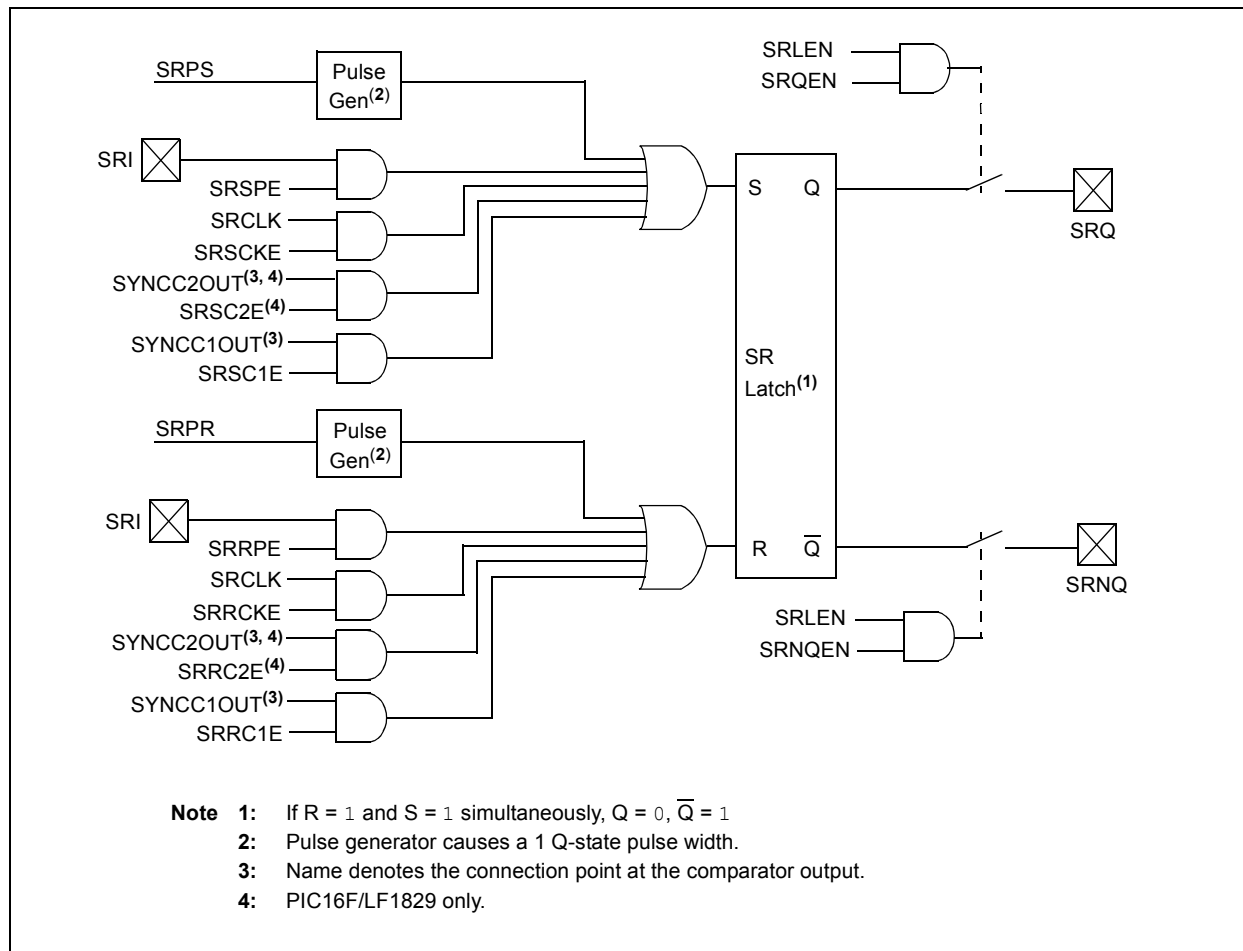 SRPS
Pulse
Gen(2)
SRI
SRSPE
SRCLK
SRSCKE
SYNCC2OUT(3, 4)
SRSC2E(4)
SYNCC1OUT(3)
SRSC1E
SRPR
Pulse
Gen(2)
SRI
SRRPE
SRCLK
SRRCKE
SYNCC2OUT(3, 4)
SRRC2E(4)
SYNCC1OUT(3)
SRRC1E
S Q
SR
Latch(1)
R Q̅
SRLEN
SRQEN
SRQ
SRNQ
SRLEN
SRNQEN
Note 1: If R = 1 and S = 1 simultaneously, Q = 0, Q̅ = 1
2: Pulse generator causes a 1 Q-state pulse width.
3: Name denotes the connection point at the comparator output.
4: PIC16F/LF1829 only.